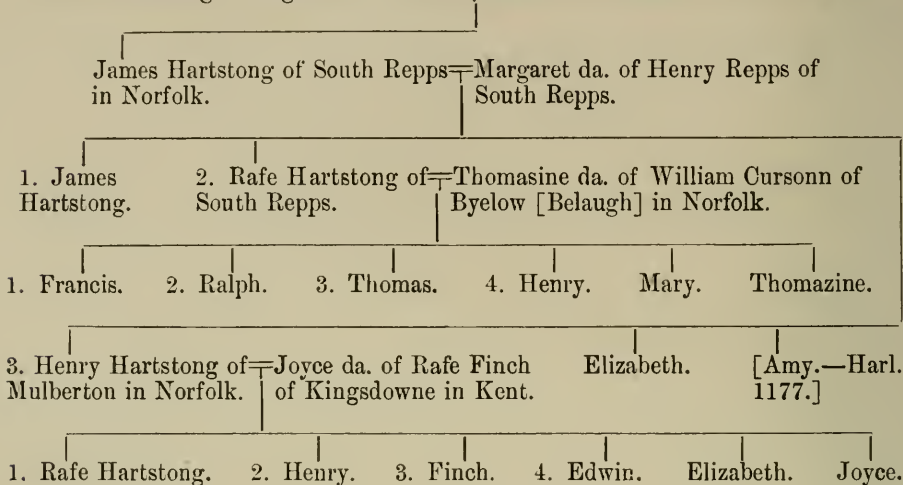 James Hartstong of South Repps=Margaret da. of Henry Repps of
in Norfolk. South Repps.
1. James 2. Rafe Hartstong of=Thomasine da. of William Cursonn of
Hartstong. South Repps. Byelow [Belaugh] in Norfolk.
1. Francis. 2. Ralph. 3. Thomas. 4. Henry. Mary. Thomazine.
3. Henry Hartstong of=Joyce da. of Rafe Finch Elizabeth. [Amy.—Harl.
Mulberton in Norfolk. of Kingsdowne in Kent. 1177.]
1. Rafe Hartstong. 2. Henry. 3. Finch. 4. Edwin. Elizabeth. Joyce.